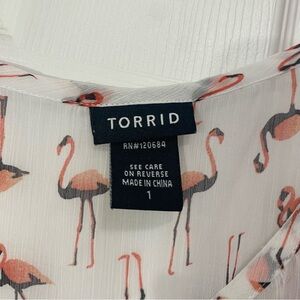 TORRID
RN#120684
SEE CARE
ON REVERSE
MADE IN CHINA
1